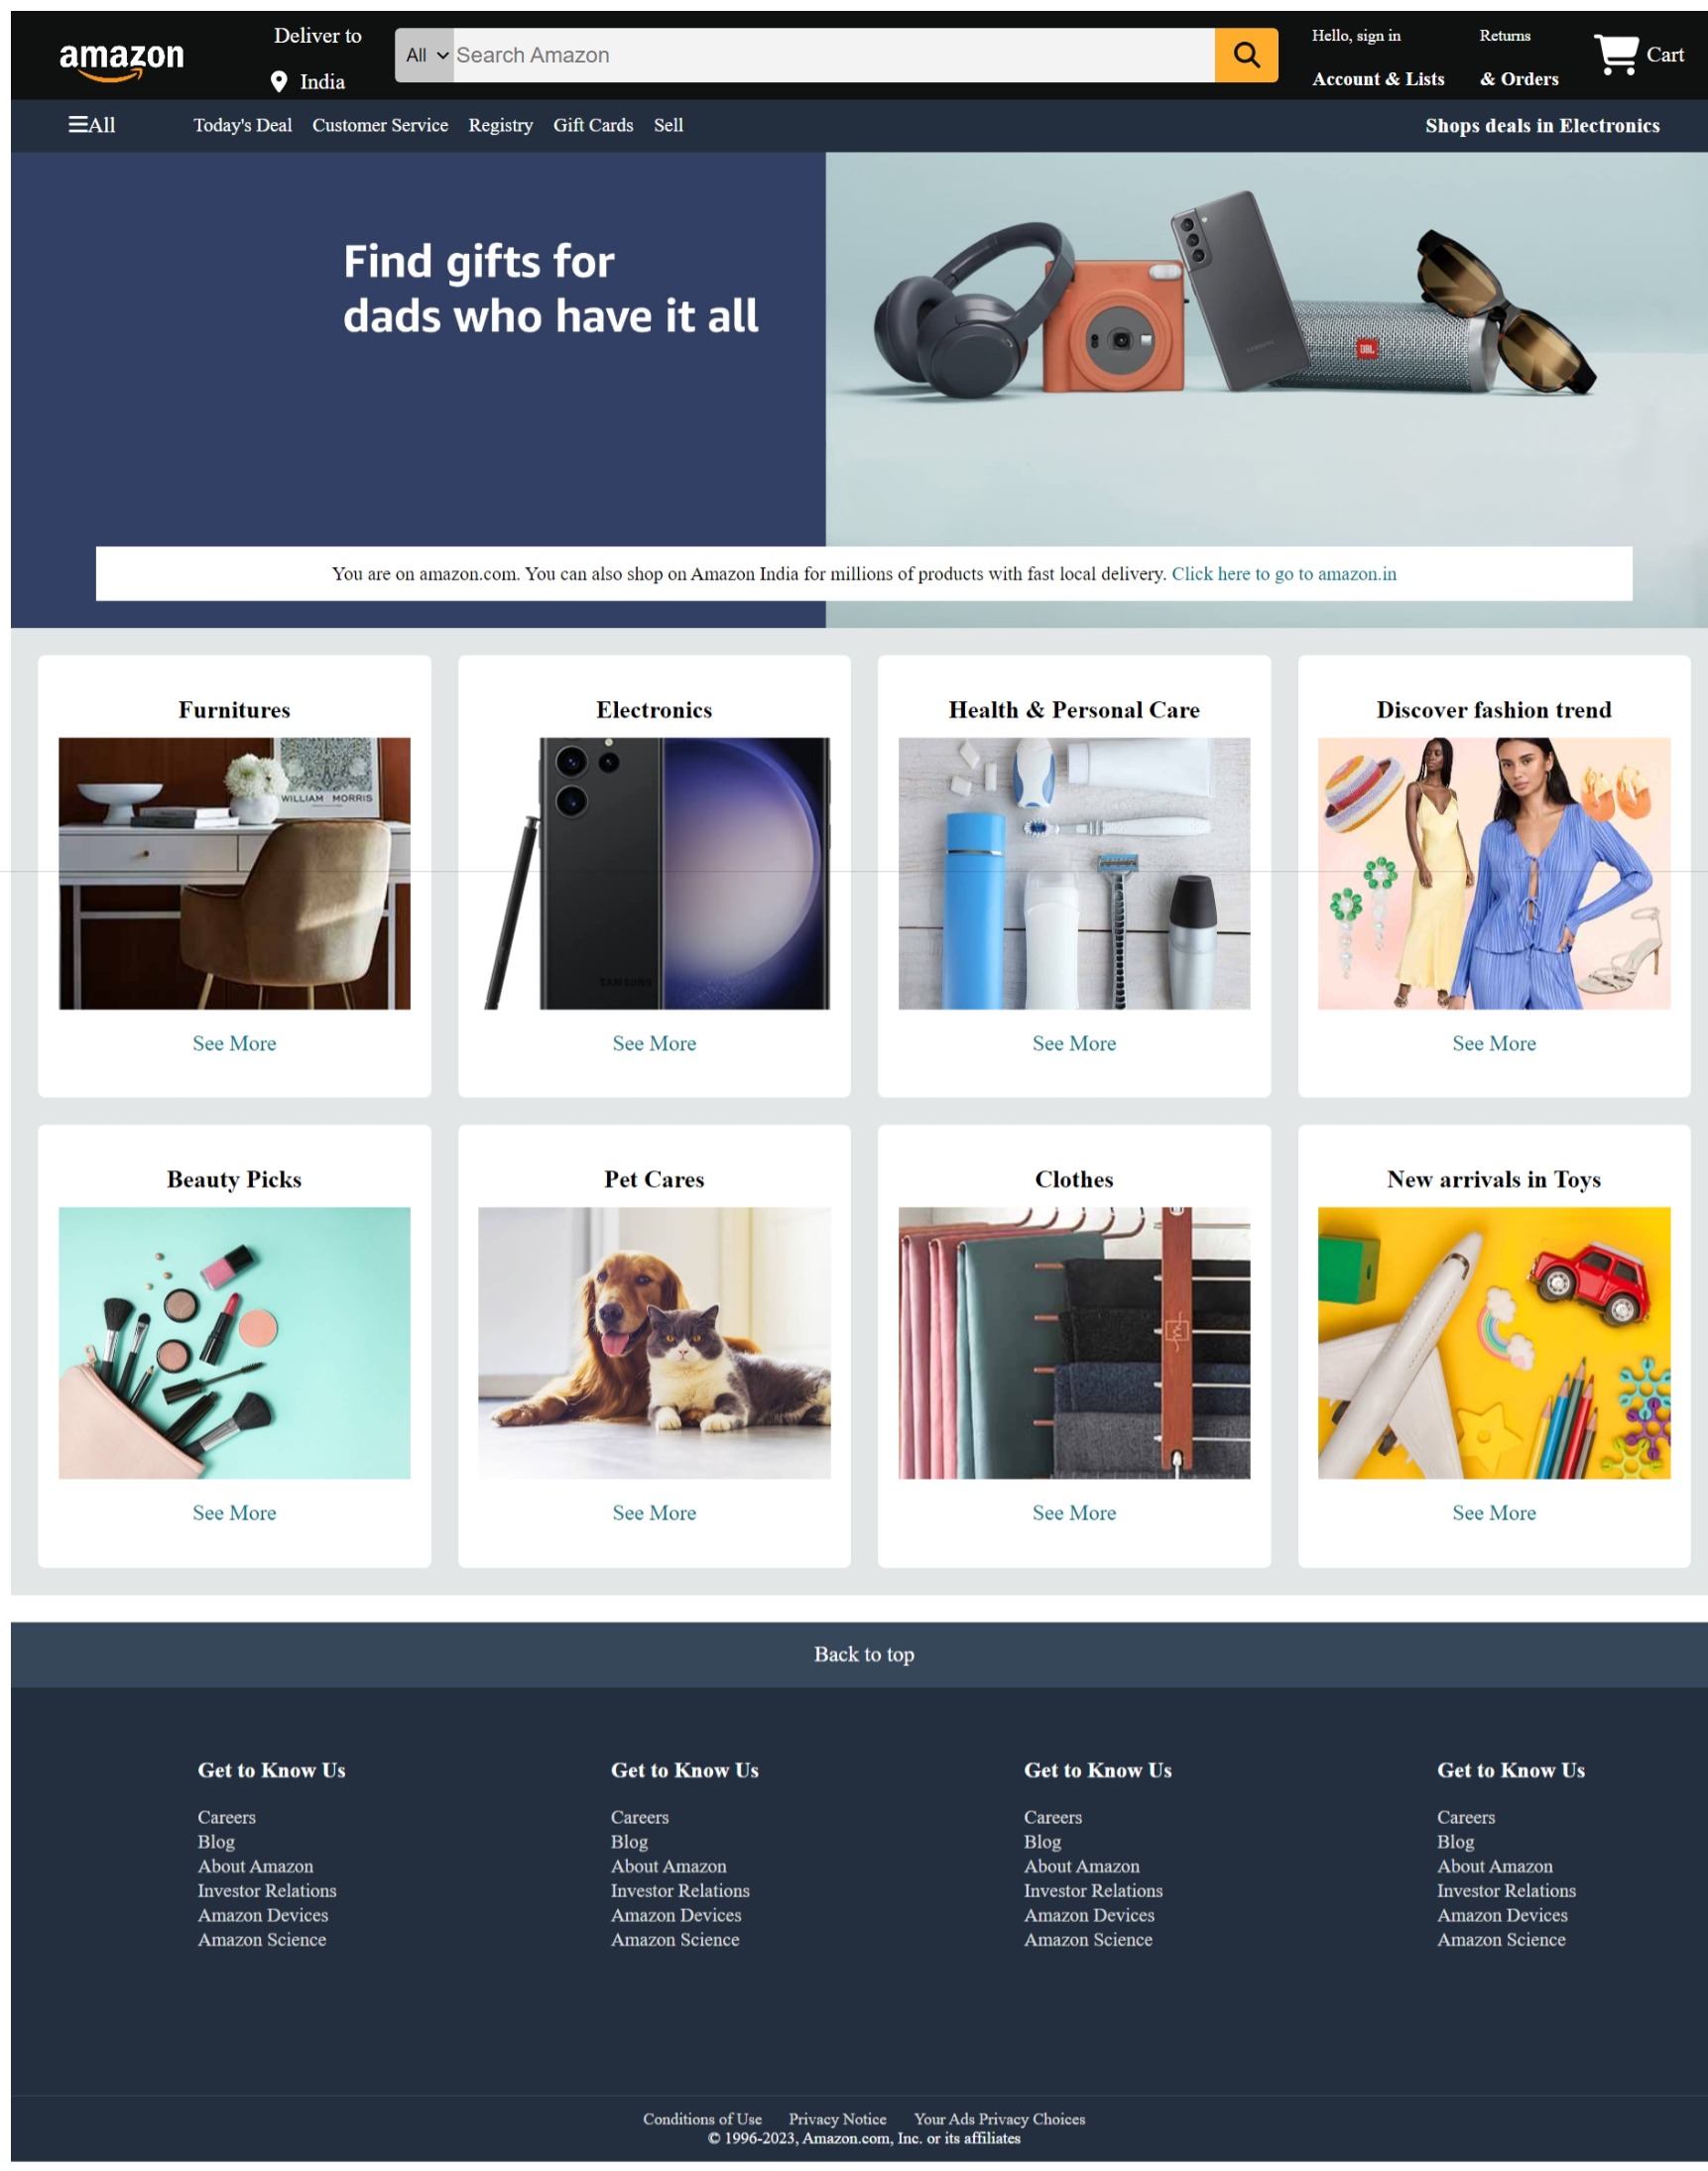 amazon
Deliver to
India
All
Search Amazon
Hello, sign in
Account & Lists
Returns
& Orders
Cart
All
Today's Deal
Customer Service
Registry
Gift Cards
Sell
Shops deals in Electronics
Find gifts for
dads who have it all
SAMSUNG
JBL
You are on amazon.com. You can also shop on Amazon India for millions of products with fast local delivery. Click here to go to amazon.in
Furnitures
Electronics
Health & Personal Care
Discover fashion trend
WILLIAM MORRIS
SAMSUNG
See More
See More
See More
See More
Beauty Picks
Pet Cares
Clothes
New arrivals in Toys
See More
See More
See More
See More
Back to top
Get to Know Us
Careers
Blog
About Amazon
Investor Relations
Amazon Devices
Amazon Science
Get to Know Us
Careers
Blog
About Amazon
Investor Relations
Amazon Devices
Amazon Science
Get to Know Us
Careers
Blog
About Amazon
Investor Relations
Amazon Devices
Amazon Science
Get to Know Us
Careers
Blog
About Amazon
Investor Relations
Amazon Devices
Amazon Science
Conditions of Use
Privacy Notice
Your Ads Privacy Choices
© 1996-2023, Amazon.com, Inc. or its affiliates